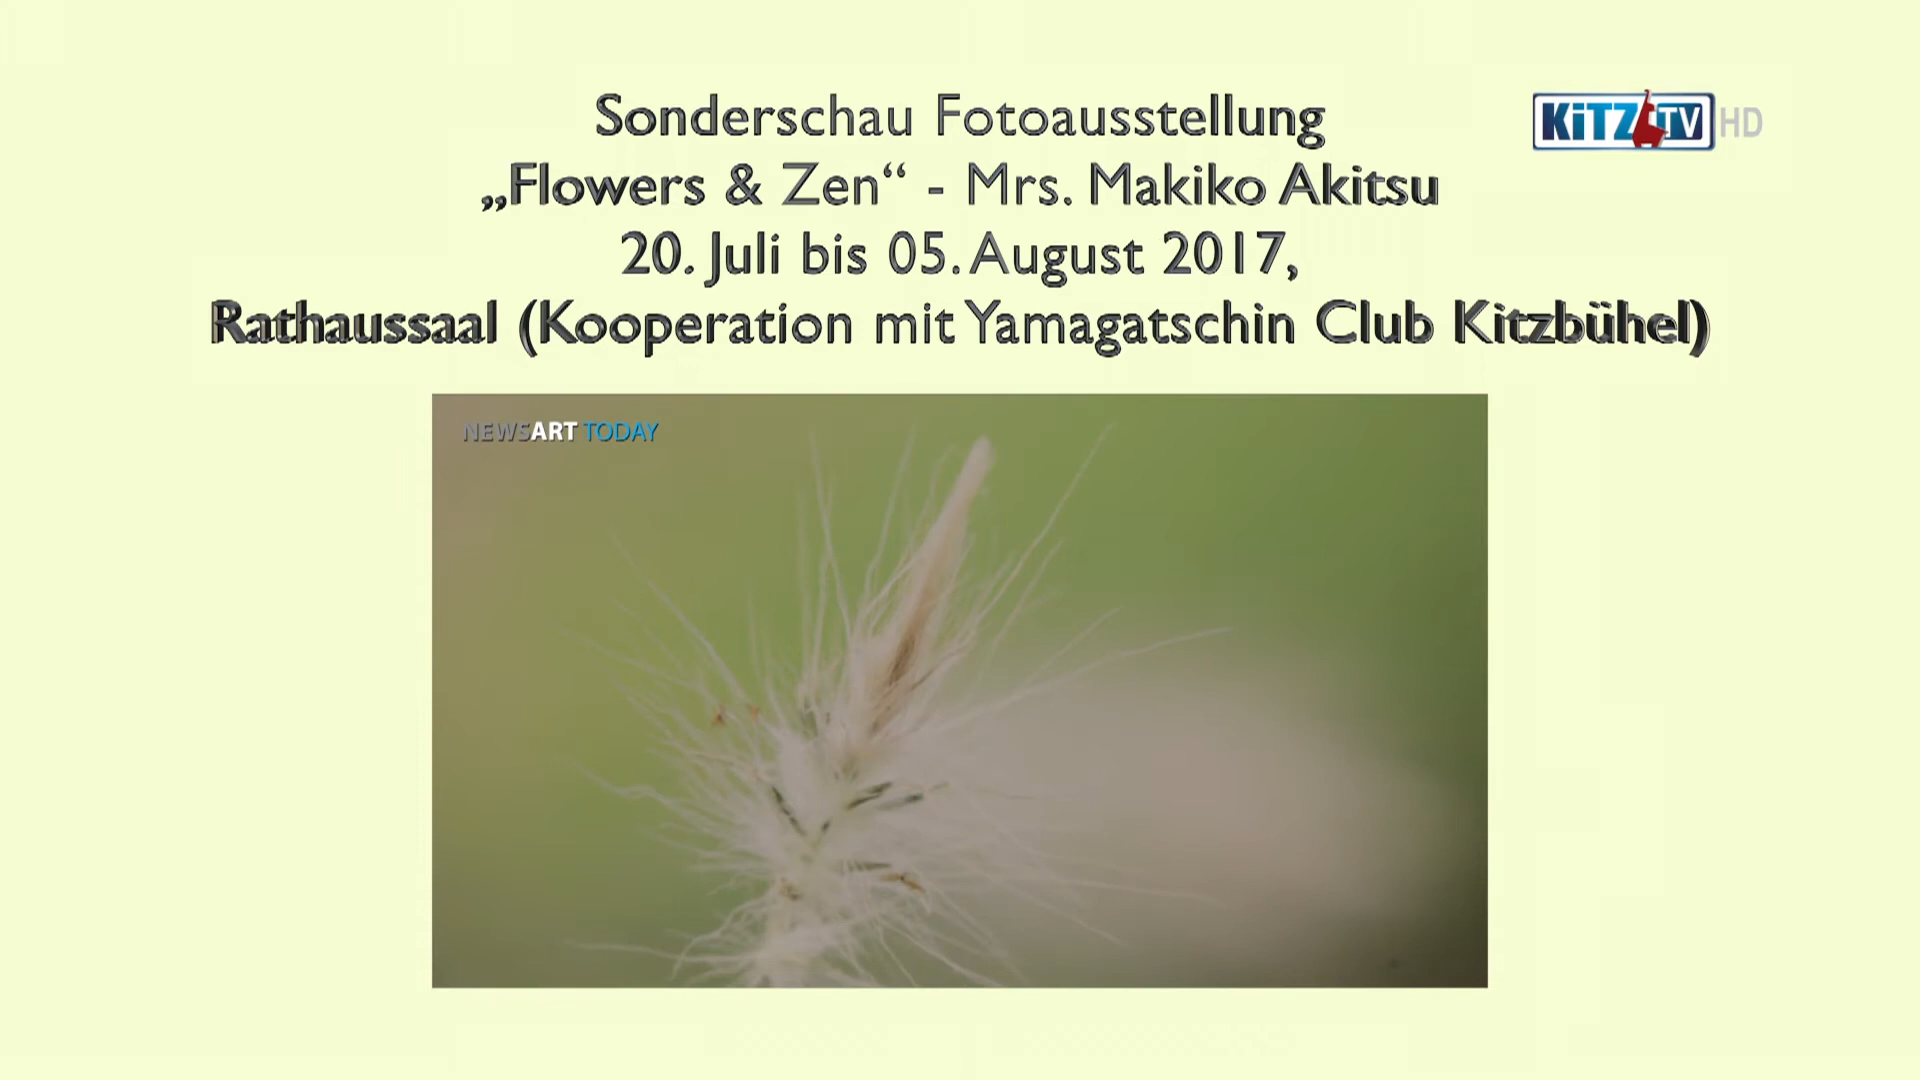 Sonderschau Fotoausstellung
„Flowers & Zen“ - Mrs. Makiko Akitsu
20. Juli bis 05. August 2017,
Rathaussaal (Kooperation mit Yamagatschin Club Kitzbühel)
KiTZ TV HD
NEWSART TODAY